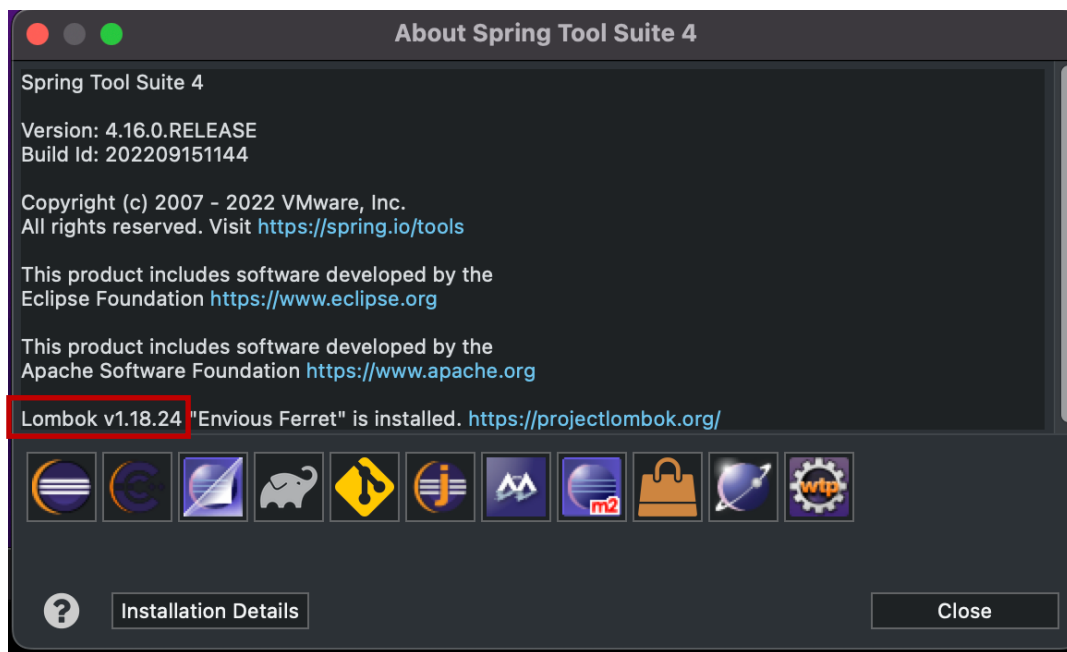 About Spring Tool Suite 4
Spring Tool Suite 4
Version: 4.16.0.RELEASE
Build Id: 202209151144
Copyright (c) 2007 - 2022 VMware, Inc.
All rights reserved. Visit https://spring.io/tools
This product includes software developed by the
Eclipse Foundation https://www.eclipse.org
This product includes software developed by the
Apache Software Foundation https://www.apache.org
Lombok v1.18.24 "Envious Ferret" is installed. https://projectlombok.org/
j
m2
wtp
?
Installation Details
Close